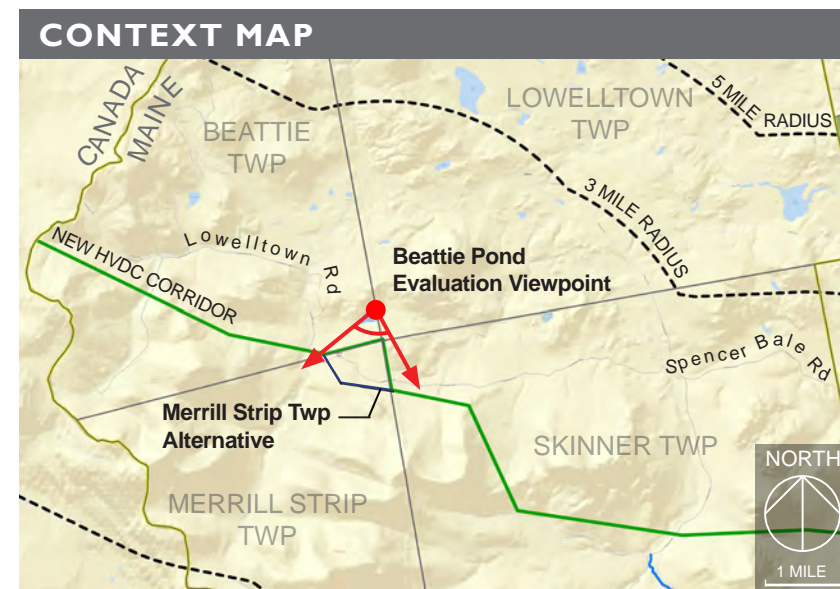 CONTEXT MAP
CANADA
MAINE
BEATTIE
TWP
LOWELLTOWN
TWP
5 MILE RADIUS
3 MILE RADIUS
Lowelltown Rd
NEW HVDC CORRIDOR
Beattie Pond
Evaluation Viewpoint
Spencer Bale Rd
Merrill Strip Twp
Alternative
SKINNER TWP
MERRILL STRIP
TWP
NORTH
1 MILE